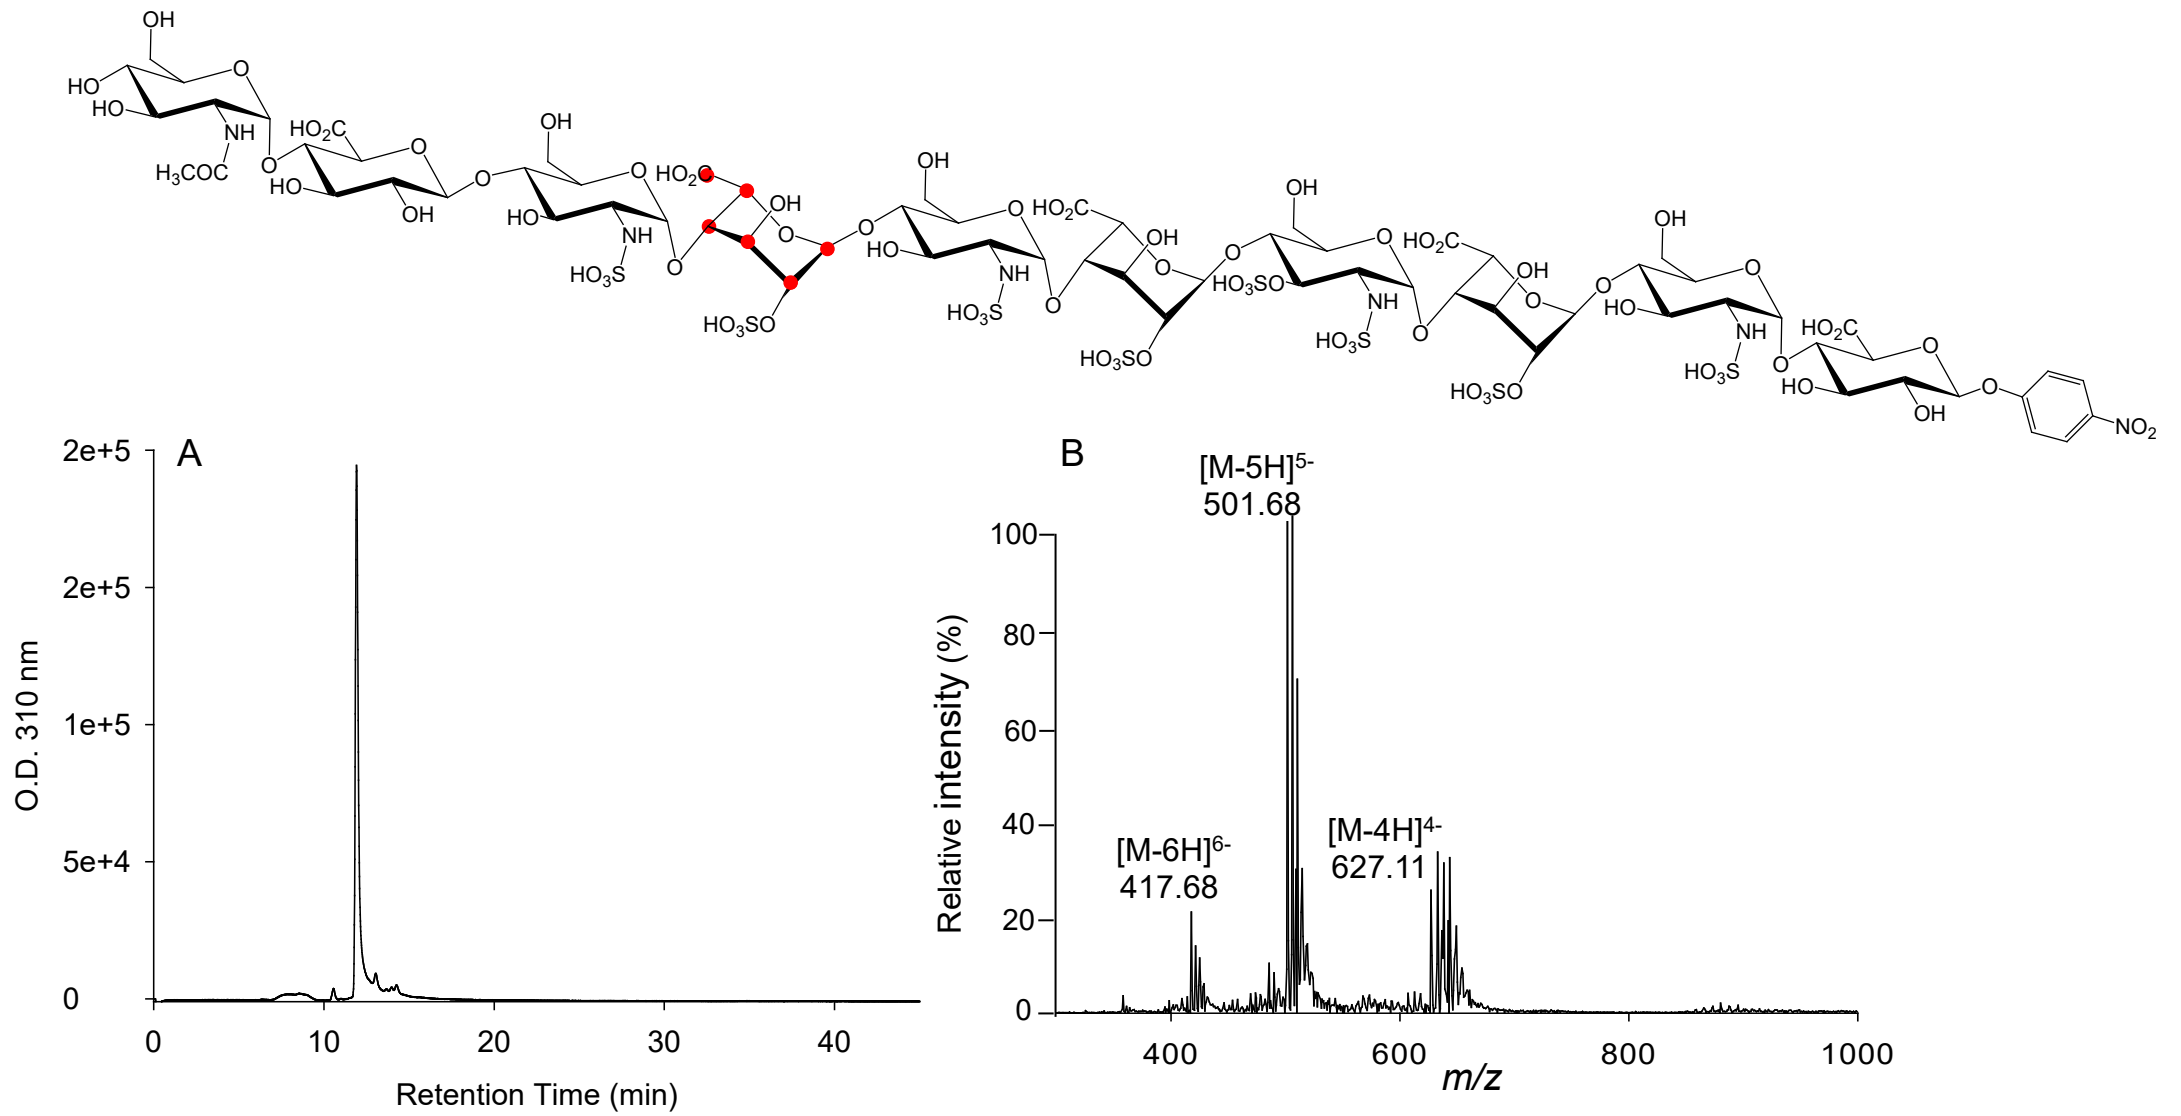 OH
O
HO
HO
NH
H₃COC
O
HO₂C
O
HO
OH
O
OH
O
HO
NH
HO₃S
O
HO₂C
OH
O
HO₃SO
O
OH
O
HO
NH
HO₃S
O
HO₂C
OH
O
HO₃SO
O
OH
O
HO₃SO
NH
HO₃S
O
HO₂C
OH
O
HO₃SO
O
OH
O
HO
NH
HO₃S
O
HO₂C
O
HO
OH
O
NO₂
A
2e+5
2e+5
1e+5
5e+4
0
O.D. 310 nm
0 10 20 30 40
Retention Time (min)
B
[M-5H]⁵⁻
501.68
[M-6H]⁶⁻
417.68
[M-4H]⁴⁻
627.11
100
80
60
40
20
0
Relative intensity (%)
400 600 800 1000
m/z